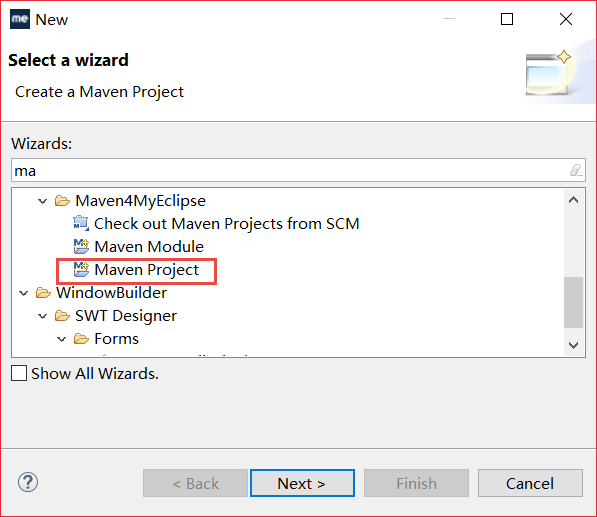 me New
Select a wizard
Create a Maven Project
Wizards:
ma
Maven4MyEclipse
Check out Maven Projects from SCM
Maven Module
Maven Project
WindowBuilder
SWT Designer
Forms
Show All Wizards.
? < Back Next > Finish Cancel